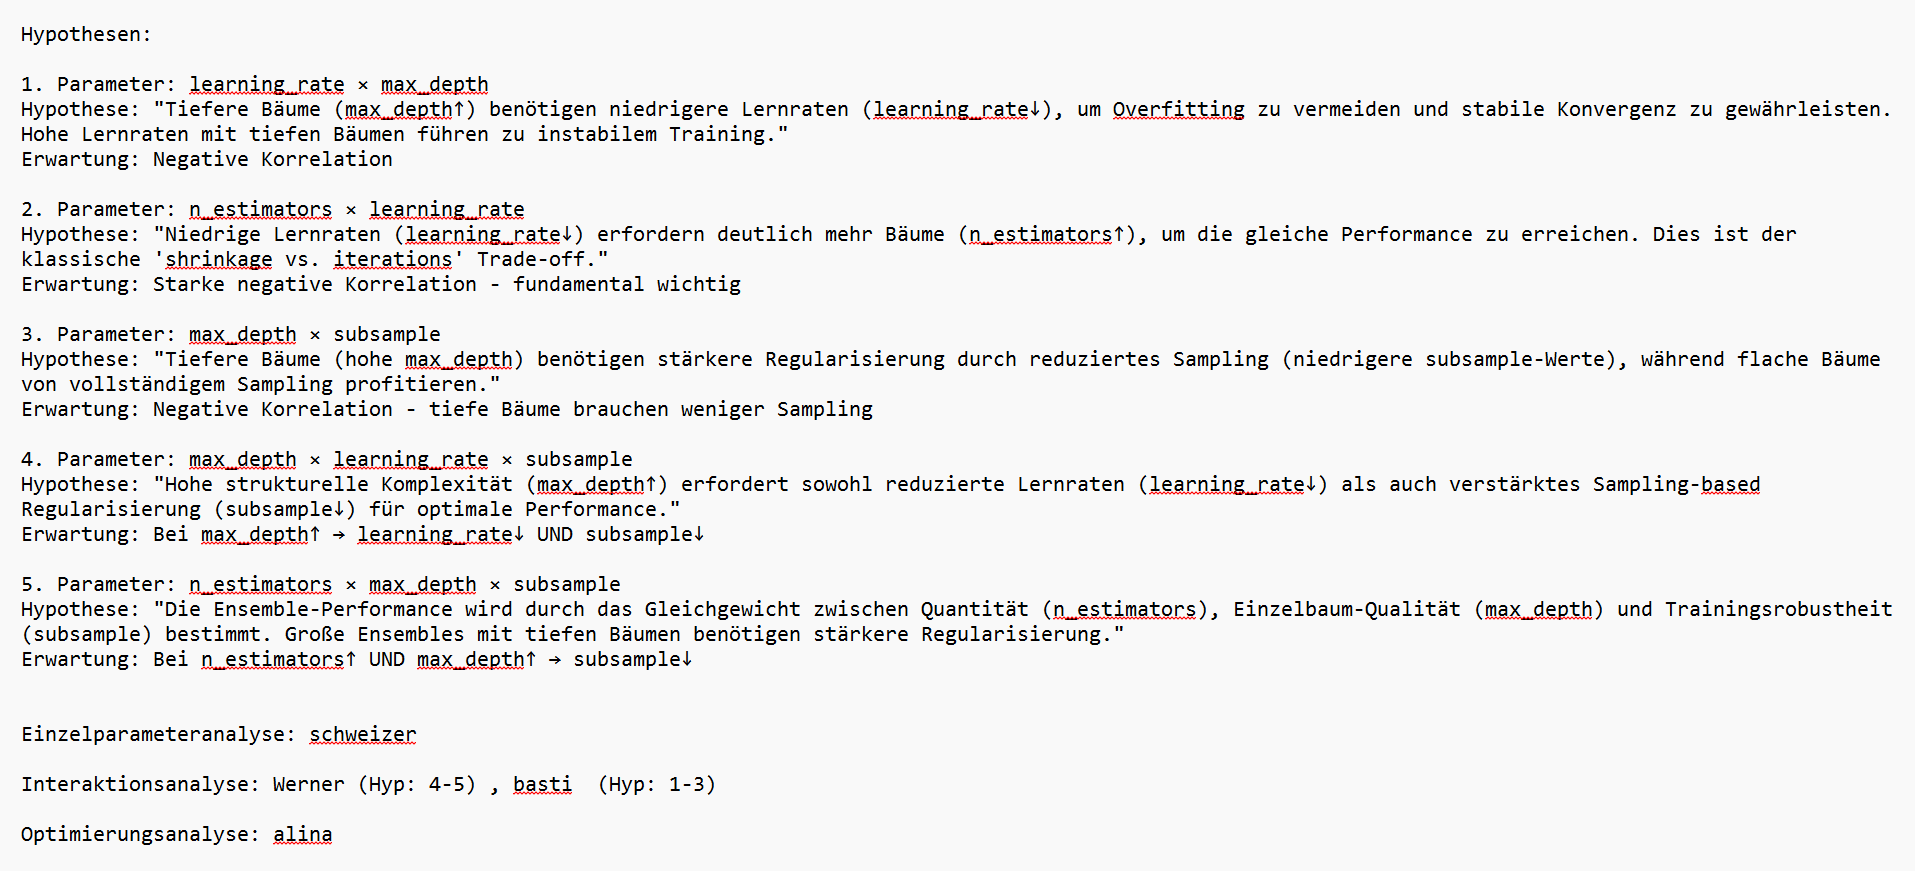 Hypothesen:
1. Parameter: learning_rate × max_depth
Hypothese: "Tiefere Bäume (max_depth↑) benötigen niedrigere Lernraten (learning_rate↓), um Overfitting zu vermeiden und stabile Konvergenz zu gewährleisten.
Hohe Lernraten mit tiefen Bäumen führen zu instabilem Training."
Erwartung: Negative Korrelation
2. Parameter: n_estimators × learning_rate
Hypothese: "Niedrige Lernraten (learning_rate↓) erfordern deutlich mehr Bäume (n_estimators↑), um die gleiche Performance zu erreichen. Dies ist der
klassische 'shrinkage vs. iterations' Trade-off."
Erwartung: Starke negative Korrelation - fundamental wichtig
3. Parameter: max_depth × subsample
Hypothese: "Tiefere Bäume (hohe max_depth) benötigen stärkere Regularisierung durch reduziertes Sampling (niedrigere subsample-Werte), während flache Bäume
von vollständigem Sampling profitieren."
Erwartung: Negative Korrelation - tiefe Bäume brauchen weniger Sampling
4. Parameter: max_depth × learning_rate × subsample
Hypothese: "Hohe strukturelle Komplexität (max_depth↑) erfordert sowohl reduzierte Lernraten (learning_rate↓) als auch verstärktes Sampling-based
Regularisierung (subsample↓) für optimale Performance."
Erwartung: Bei max_depth↑ → learning_rate↓ UND subsample↓
5. Parameter: n_estimators × max_depth × subsample
Hypothese: "Die Ensemble-Performance wird durch das Gleichgewicht zwischen Quantität (n_estimators), Einzelbaum-Qualität (max_depth) und Trainingsrobustheit
(subsample) bestimmt. Große Ensembles mit tiefen Bäumen benötigen stärkere Regularisierung."
Erwartung: Bei n_estimators↑ UND max_depth↑ → subsample↓
Einzelparameteranalyse: schweizer
Interaktionsanalyse: Werner (Hyp: 4-5) , basti  (Hyp: 1-3)
Optimierungsanalyse: alina